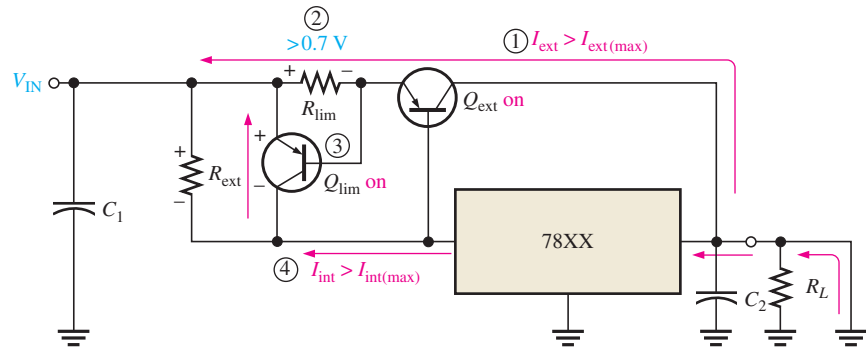 ②
>0.7 V
① I_ext > I_ext(max)
V_IN
+ −
R_lim
Q_ext on
+
③
+
R_ext
−
Q_lim on
−
C_1
78XX
④ I_int > I_int(max)
C_2
R_L